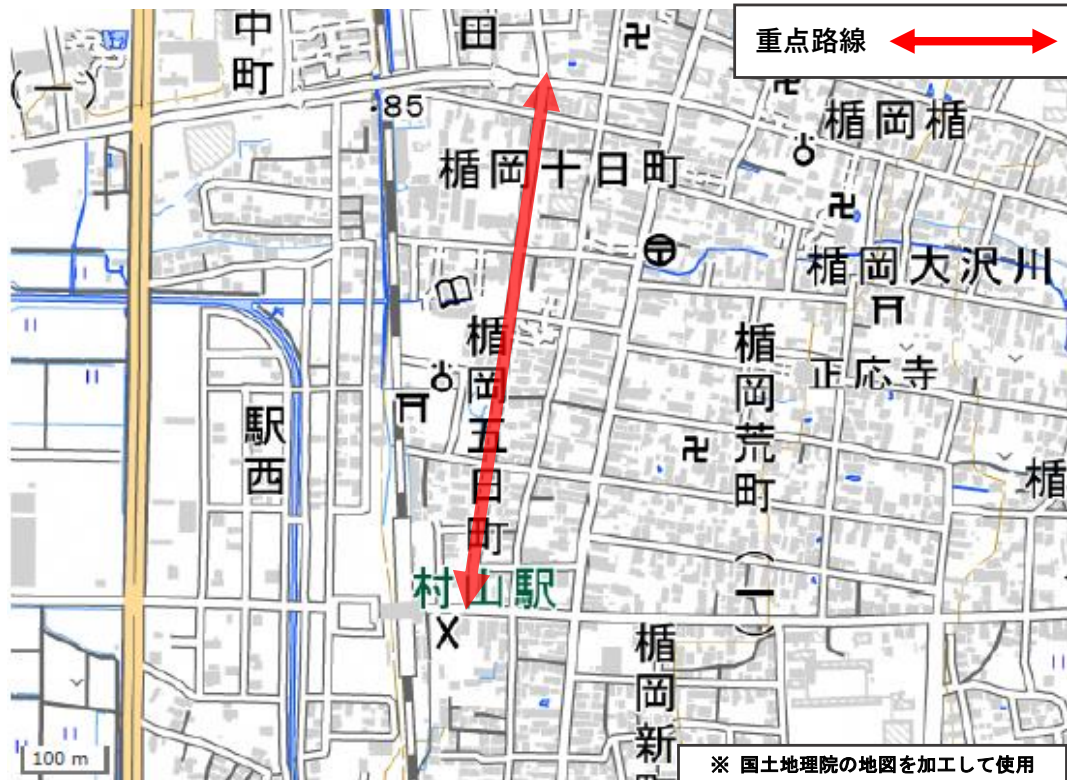 中町
田
重点路線
(一)
85
楯岡楯
楯岡十日町
楯岡大沢川
楯岡五日町
楯岡荒町(一)
正応寺
駅西
楯
村山駅
楯岡新
100 m
※ 国土地理院の地図を加工して使用